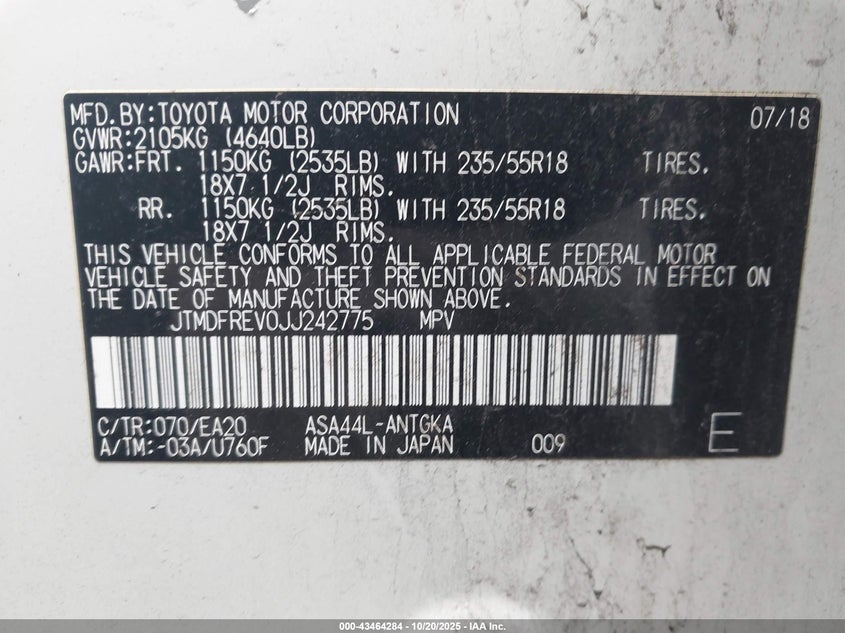 MFD.BY:TOYOTA MOTOR CORPORATION 07/18
GVWR:2105KG (4640LB)
GAWR:FRT. 1150KG (2535LB) WITH 235/55R18 TIRES.
18X7 1/2J RIMS.
RR. 1150KG (2535LB) WITH 235/55R18 TIRES.
18X7 1/2J RIMS.
THIS VEHICLE CONFORMS TO ALL APPLICABLE FEDERAL MOTOR
VEHICLE SAFETY AND THEFT PREVENTION STANDARDS IN EFFECT ON
THE DATE OF MANUFACTURE SHOWN ABOVE.
JTMDFREV0JJ242775 MPV
C/TR:070/EA20 ASA44L-ANTGKA E
A/TM:-03A/U760F MADE IN JAPAN 009
000-43464284 | 10/20/2025 | IAA Inc.